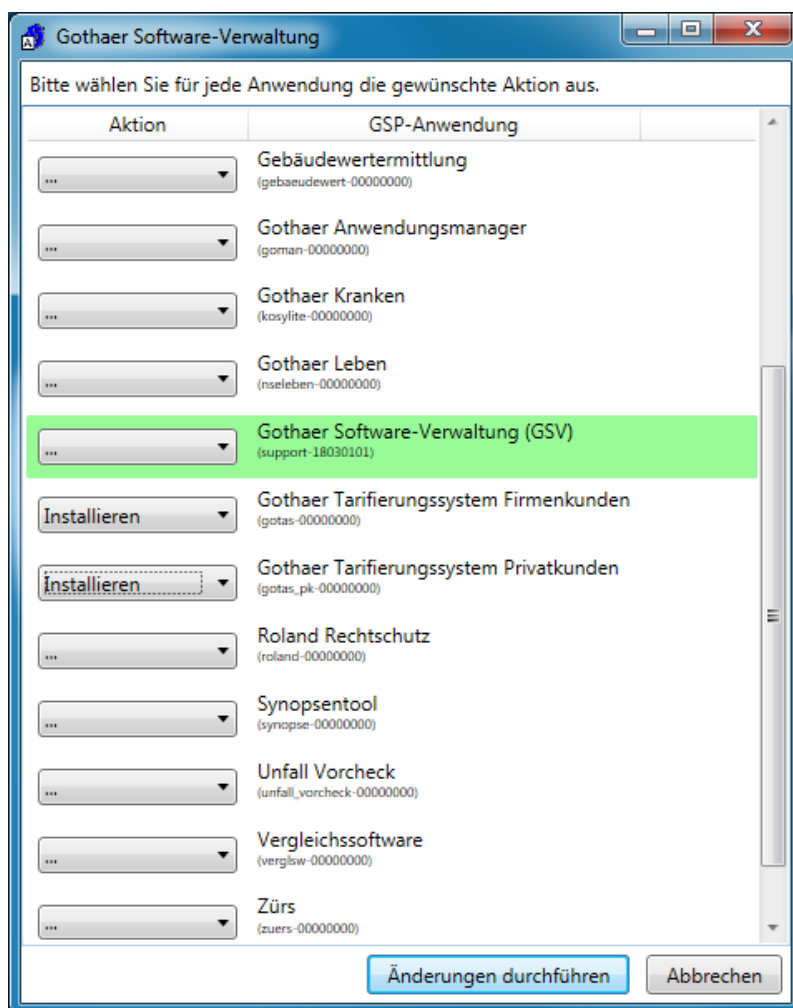 Gothaer Software-Verwaltung
Bitte wählen Sie für jede Anwendung die gewünschte Aktion aus.
Aktion GSP-Anwendung
... Gebäudewertermittlung
(gebaeudewert-00000000)
... Gothaer Anwendungsmanager
(goman-00000000)
... Gothaer Kranken
(kosylite-00000000)
... Gothaer Leben
(nseleben-00000000)
... Gothaer Software-Verwaltung (GSV)
(support-18030101)
Installieren Gothaer Tarifierungssystem Firmenkunden
(gotas-00000000)
Installieren Gothaer Tarifierungssystem Privatkunden
(gotas_pk-00000000)
... Roland Rechtschutz
(roland-00000000)
... Synopsentool
(synopse-00000000)
... Unfall Vorcheck
(unfall_vorcheck-00000000)
... Vergleichssoftware
(verglsw-00000000)
... Zürs
(zuers-00000000)
Änderungen durchführen Abbrechen